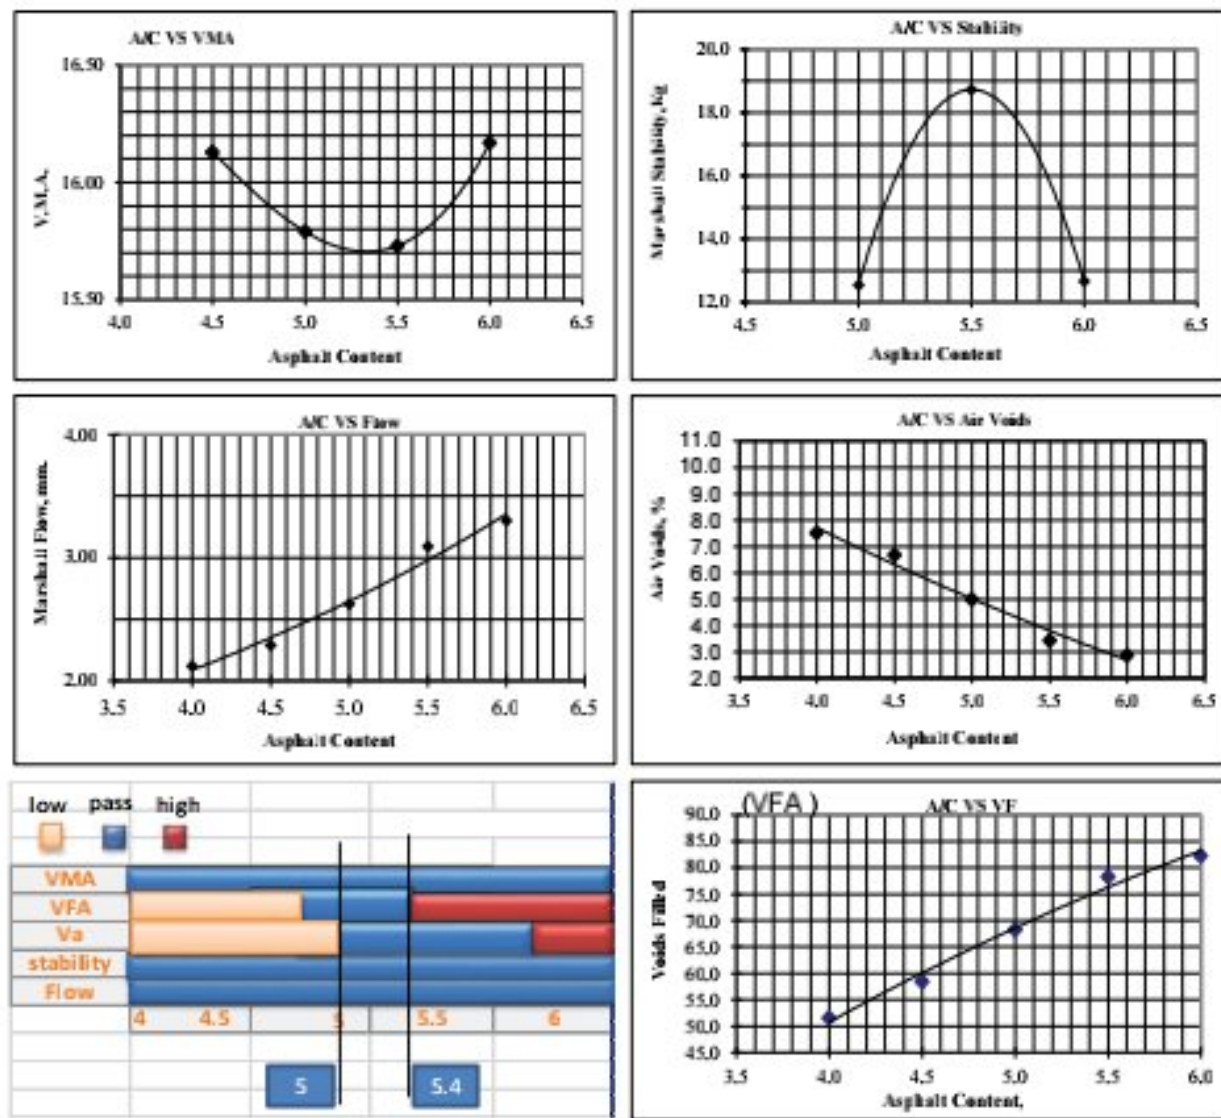 A/C VS VMA
16.50
16.00
15.50
V.M.A.
4.0 4.5 5.0 5.5 6.0 6.5
Asphalt Content
A/C VS Stability
20.0
18.0
16.0
14.0
12.0
Marshall Stability, Kg
4.5 5.0 5.5 6.0 6.5
Asphalt Content
A/C VS Flow
4.00
3.00
2.00
Marshall Flow, mm.
3.5 4.0 4.5 5.0 5.5 6.0 6.5
Asphalt Content
A/C VS Air Voids
11.0
10.0
9.0
8.0
7.0
6.0
5.0
4.0
3.0
2.0
Air Voids, %
3.5 4.0 4.5 5.0 5.5 6.0 6.5
Asphalt Content
low pass high
VMA
VFA
Va
stability
Flow
4 4.5 5 5.5 6
5 5.4
(VFA )
A/C VS VF
90.0
85.0
80.0
75.0
70.0
65.0
60.0
55.0
50.0
45.0
Voids Filled
3.5 4.0 4.5 5.0 5.5 6.0
Asphalt Content,